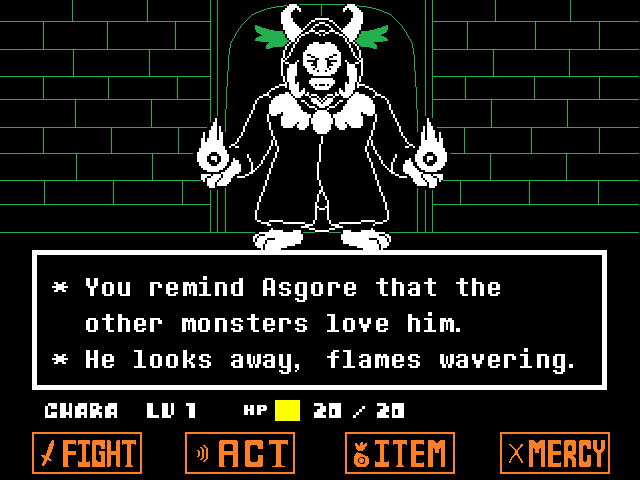 * You remind Asgore that the
other monsters love him.
* He looks away, flames wavering.
CHARA LV 1 HP 20 / 20
FIGHT ACT ITEM MERCY